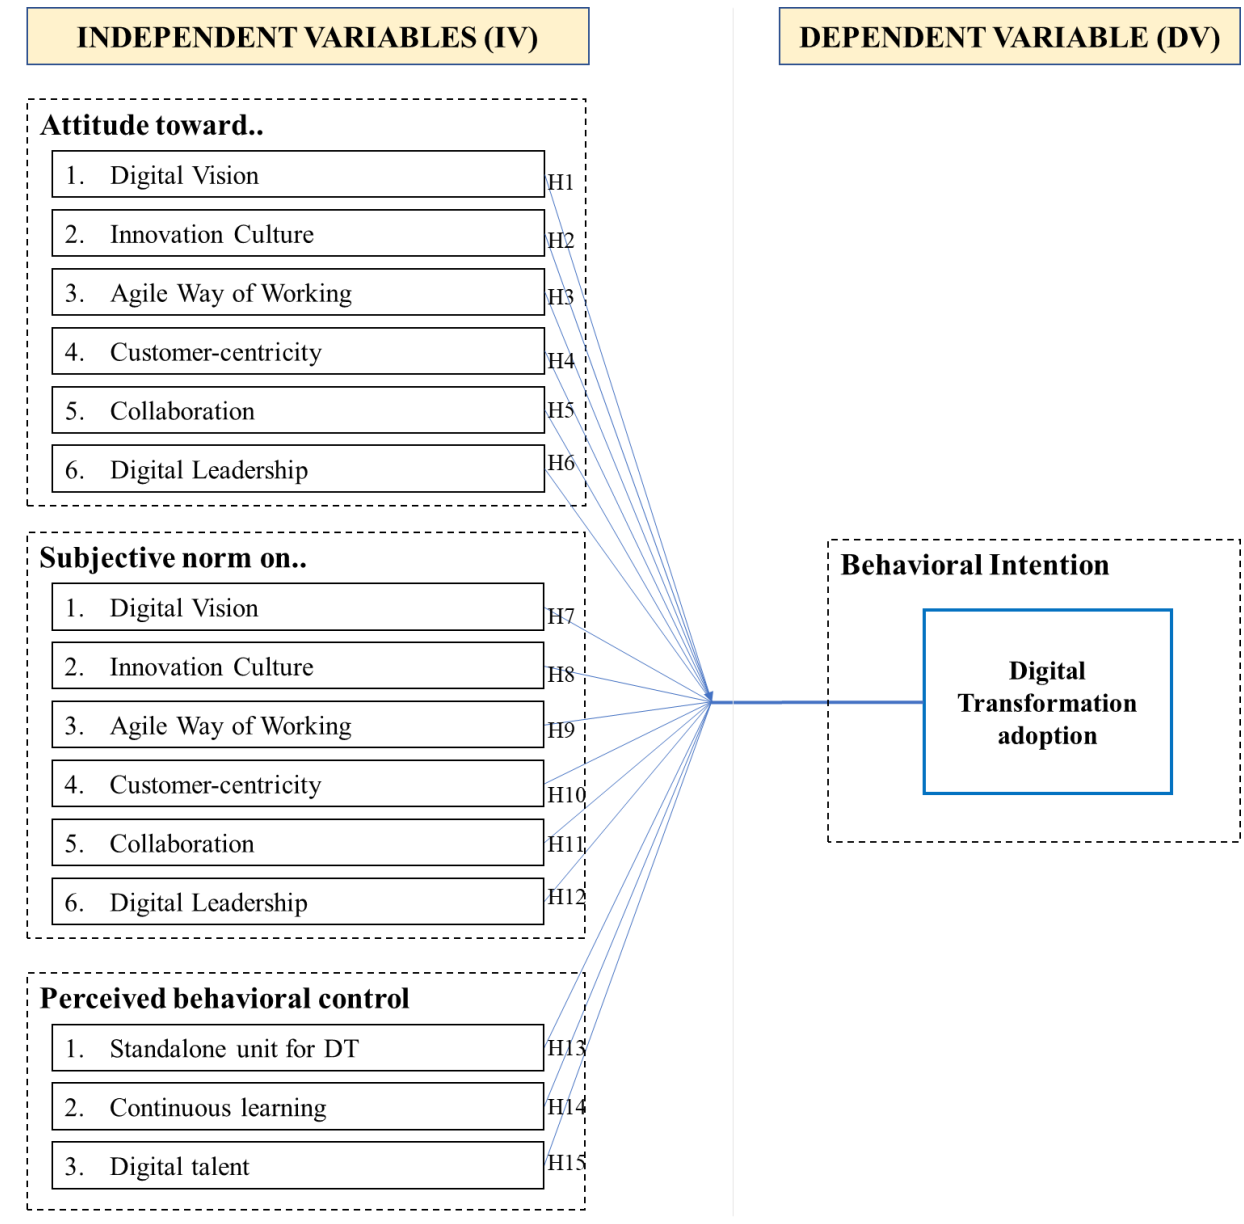 INDEPENDENT VARIABLES (IV)
DEPENDENT VARIABLE (DV)
Attitude toward..
1. Digital Vision
H1
2. Innovation Culture
H2
3. Agile Way of Working
H3
4. Customer-centricity
H4
5. Collaboration
H5
6. Digital Leadership
H6
Subjective norm on..
1. Digital Vision
H7
2. Innovation Culture
H8
3. Agile Way of Working
H9
4. Customer-centricity
H10
5. Collaboration
H11
6. Digital Leadership
H12
Perceived behavioral control
1. Standalone unit for DT
H13
2. Continuous learning
H14
3. Digital talent
H15
Behavioral Intention
Digital
Transformation
adoption